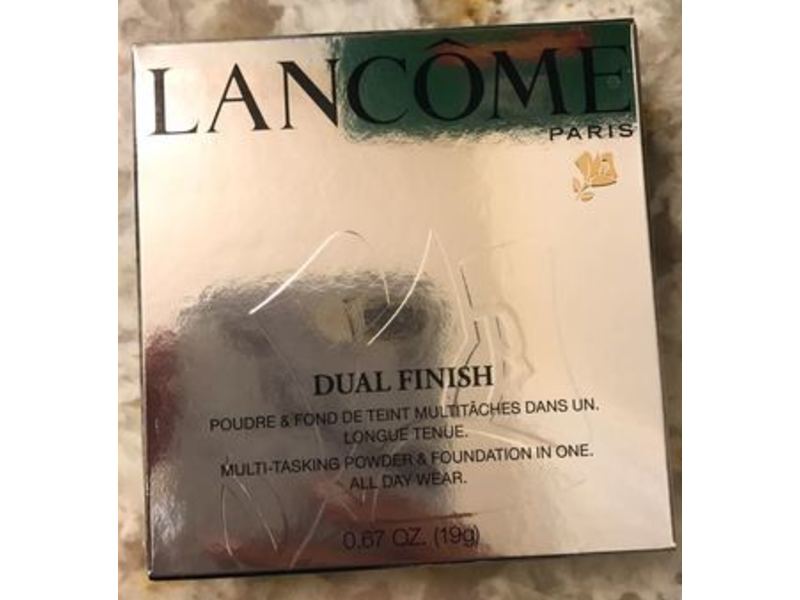 LANCÔME
PARIS
DUAL FINISH
POUDRE & FOND DE TEINT MULTITÂCHES DANS UN.
LONGUE TENUE.
MULTI-TASKING POWDER & FOUNDATION IN ONE.
ALL DAY WEAR.
0.67 OZ. (19g)